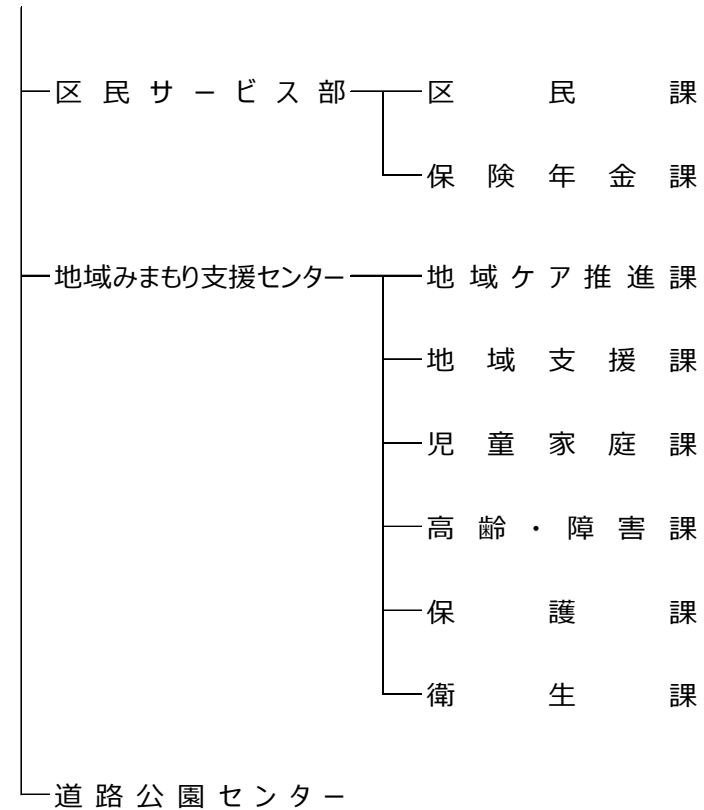 区民サービス部 区民課
保険年金課
地域みまもり支援センター 地域ケア推進課
地域支援課
児童家庭課
高齢・障害課
保護課
衛生課
道路公園センター